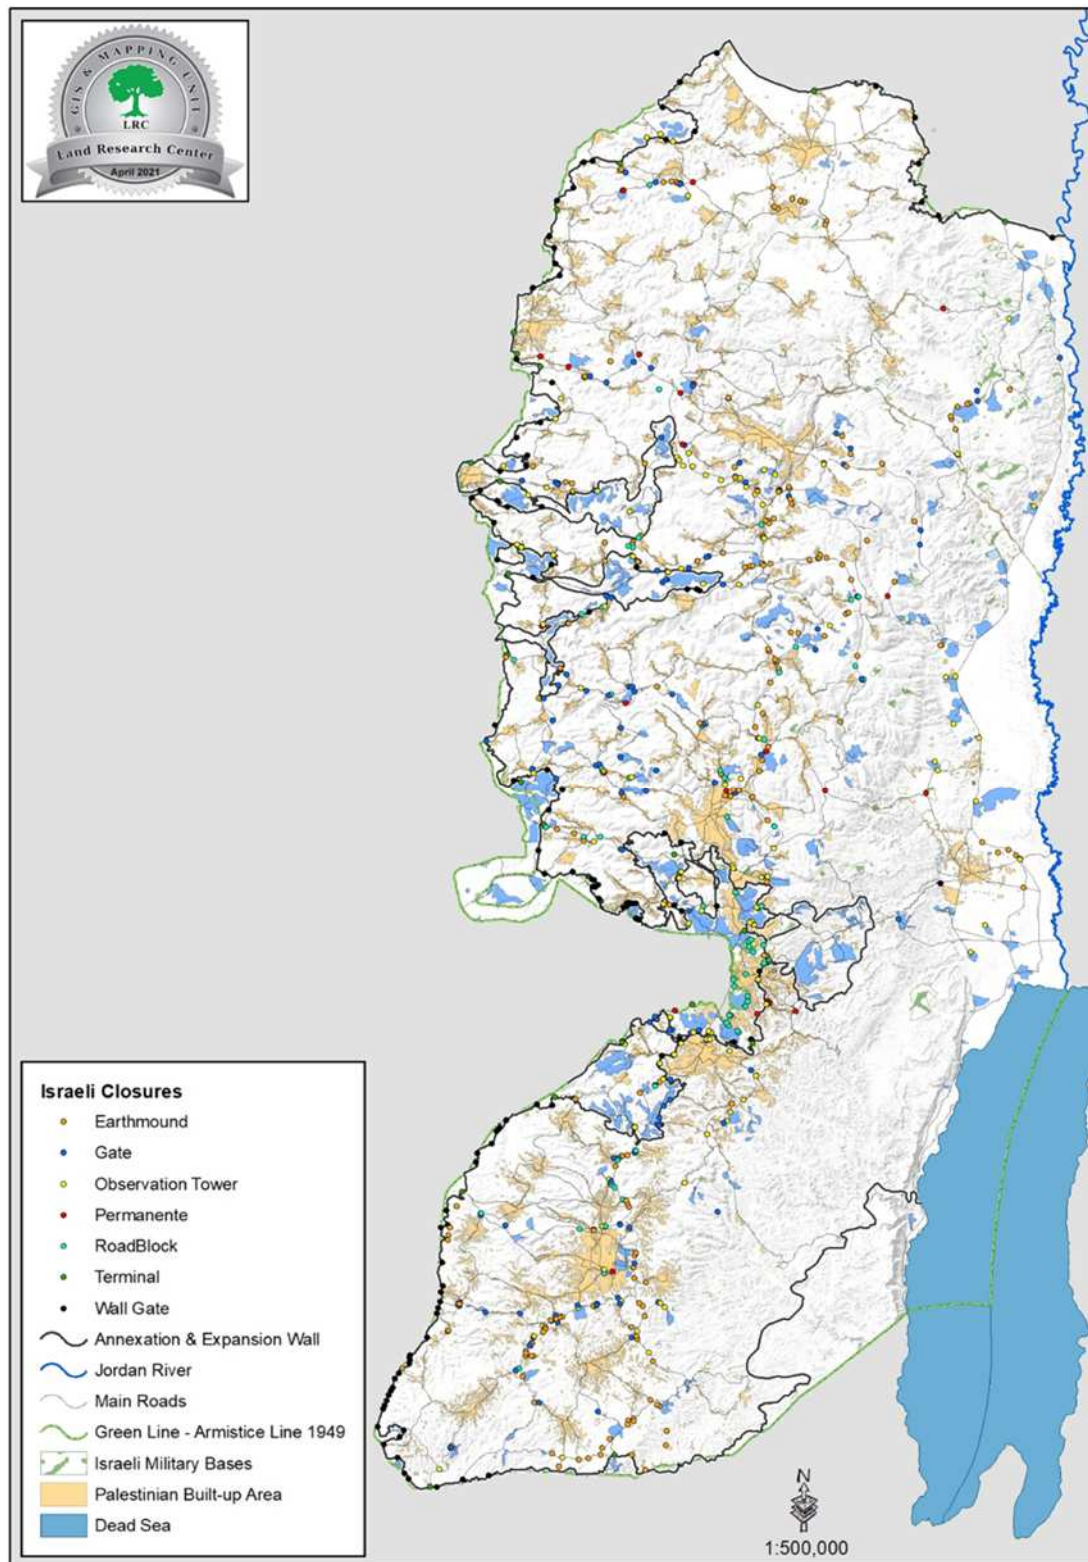 GIS & MAPPING UNIT
LRC
Land Research Center
April 2021
Israeli Closures
Earthmound
Gate
Observation Tower
Permanente
RoadBlock
Terminal
Wall Gate
Annexation & Expansion Wall
Jordan River
Main Roads
Green Line - Armistice Line 1949
Israeli Military Bases
Palestinian Built-up Area
Dead Sea
N
1:500,000